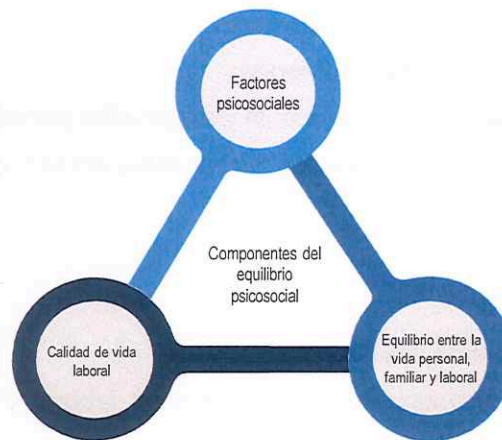 Factores
psicosociales
Componentes del
equilibrio
psicosocial
Calidad de vida
laboral
Equilibrio entre la
vida personal,
familiar y laboral